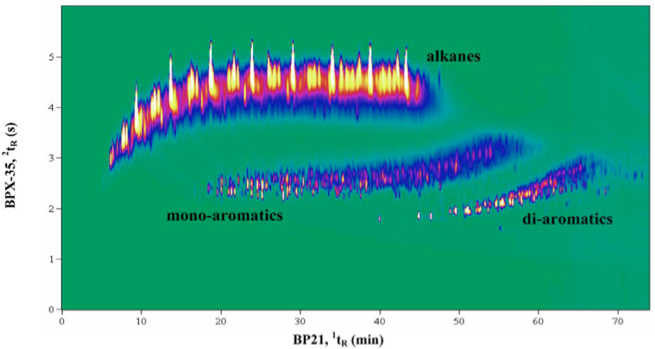 5
alkanes
4
3
2
mono-aromatics
di-aromatics
1
0
0 10 20 30 40 50 60 70
BP21, ¹tR (min)
BPX-35, ²tR (s)